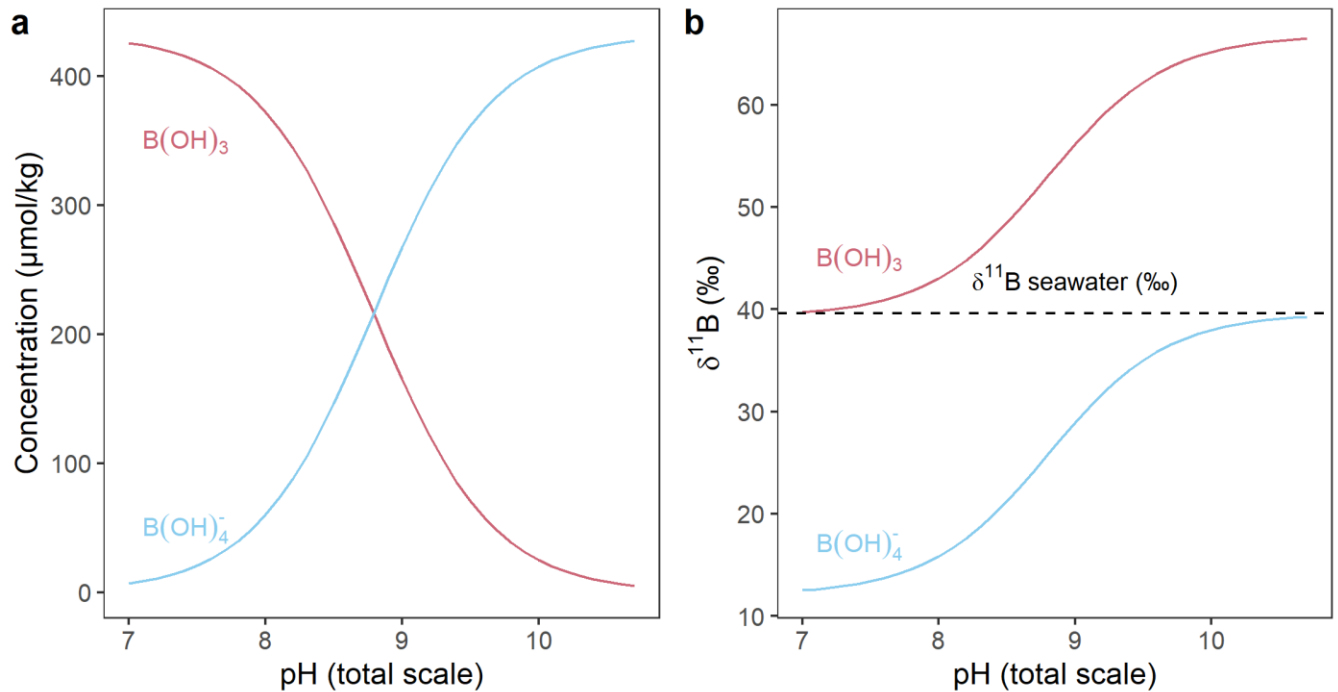 a
Concentration (μmol/kg)
400
300
200
100
0
B(OH)₃
B(OH)₄⁻
7 8 9 10
pH (total scale)
b
δ¹¹B (‰)
60
50
40
30
20
10
B(OH)₃
δ¹¹B seawater (‰)
B(OH)₄⁻
7 8 9 10
pH (total scale)